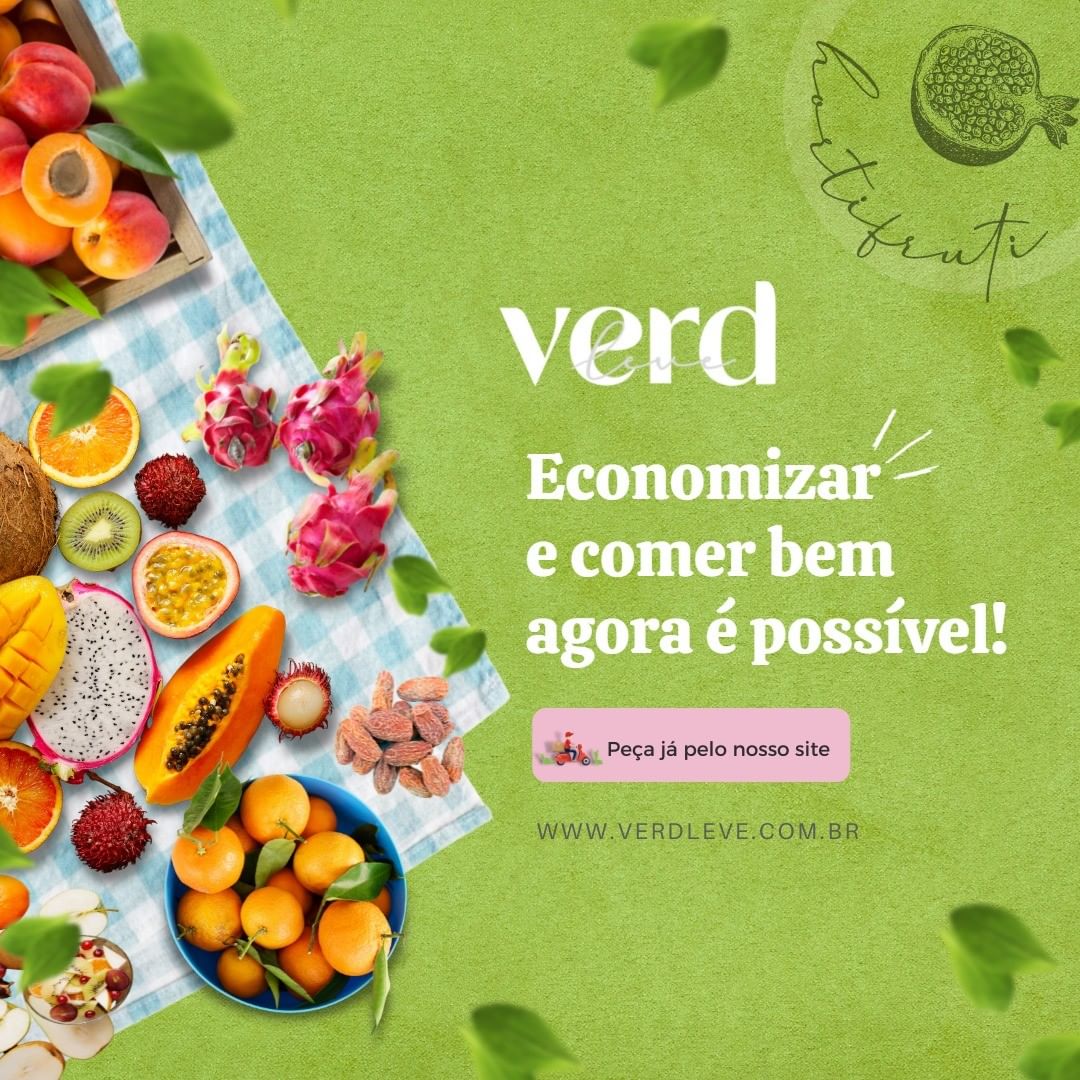 hortifruti
verd
leve
Economizar
e comer bem
agora é possível!
Peça já pelo nosso site
WWW.VERDLEVE.COM.BR